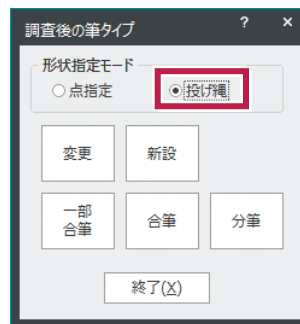 調査後の筆タイプ ? ×
形状指定モード
点指定 投げ縄
変更 新設
一部
合筆 合筆 分筆
終了(X)